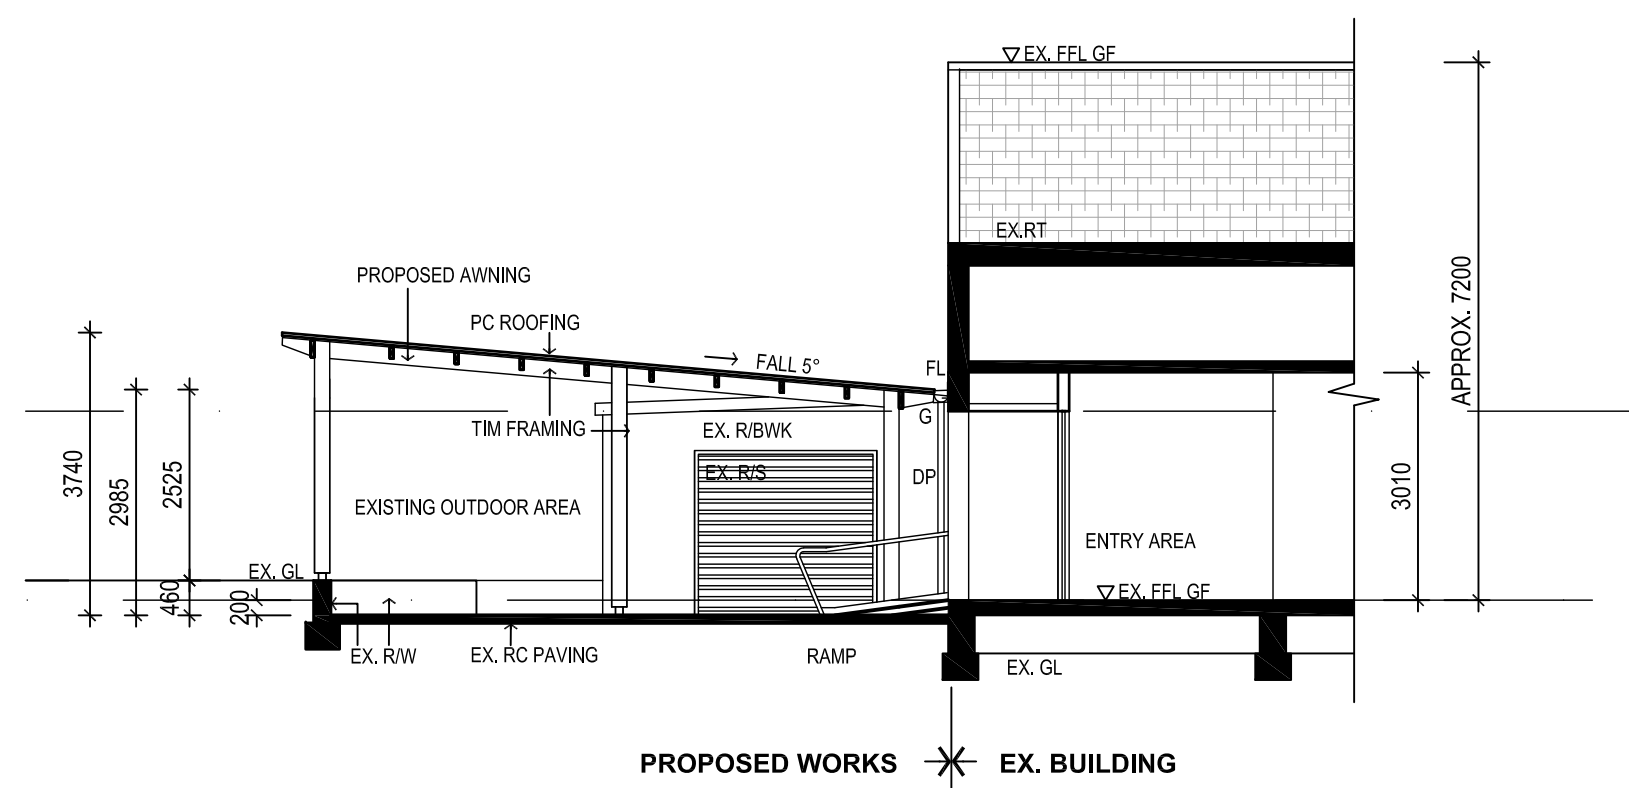 EX. FFL GF
EX.RT
PROPOSED AWNING
PC ROOFING
FALL 5°
FL
APPROX. 7200
TIM FRAMING
EX. R/BWK
G
EX. R/S
DP
3740
2985
2525
3010
EXISTING OUTDOOR AREA
ENTRY AREA
EX. GL
460
200
EX. FFL GF
EX. R/W
EX. RC PAVING
RAMP
EX. GL
PROPOSED WORKS
EX. BUILDING